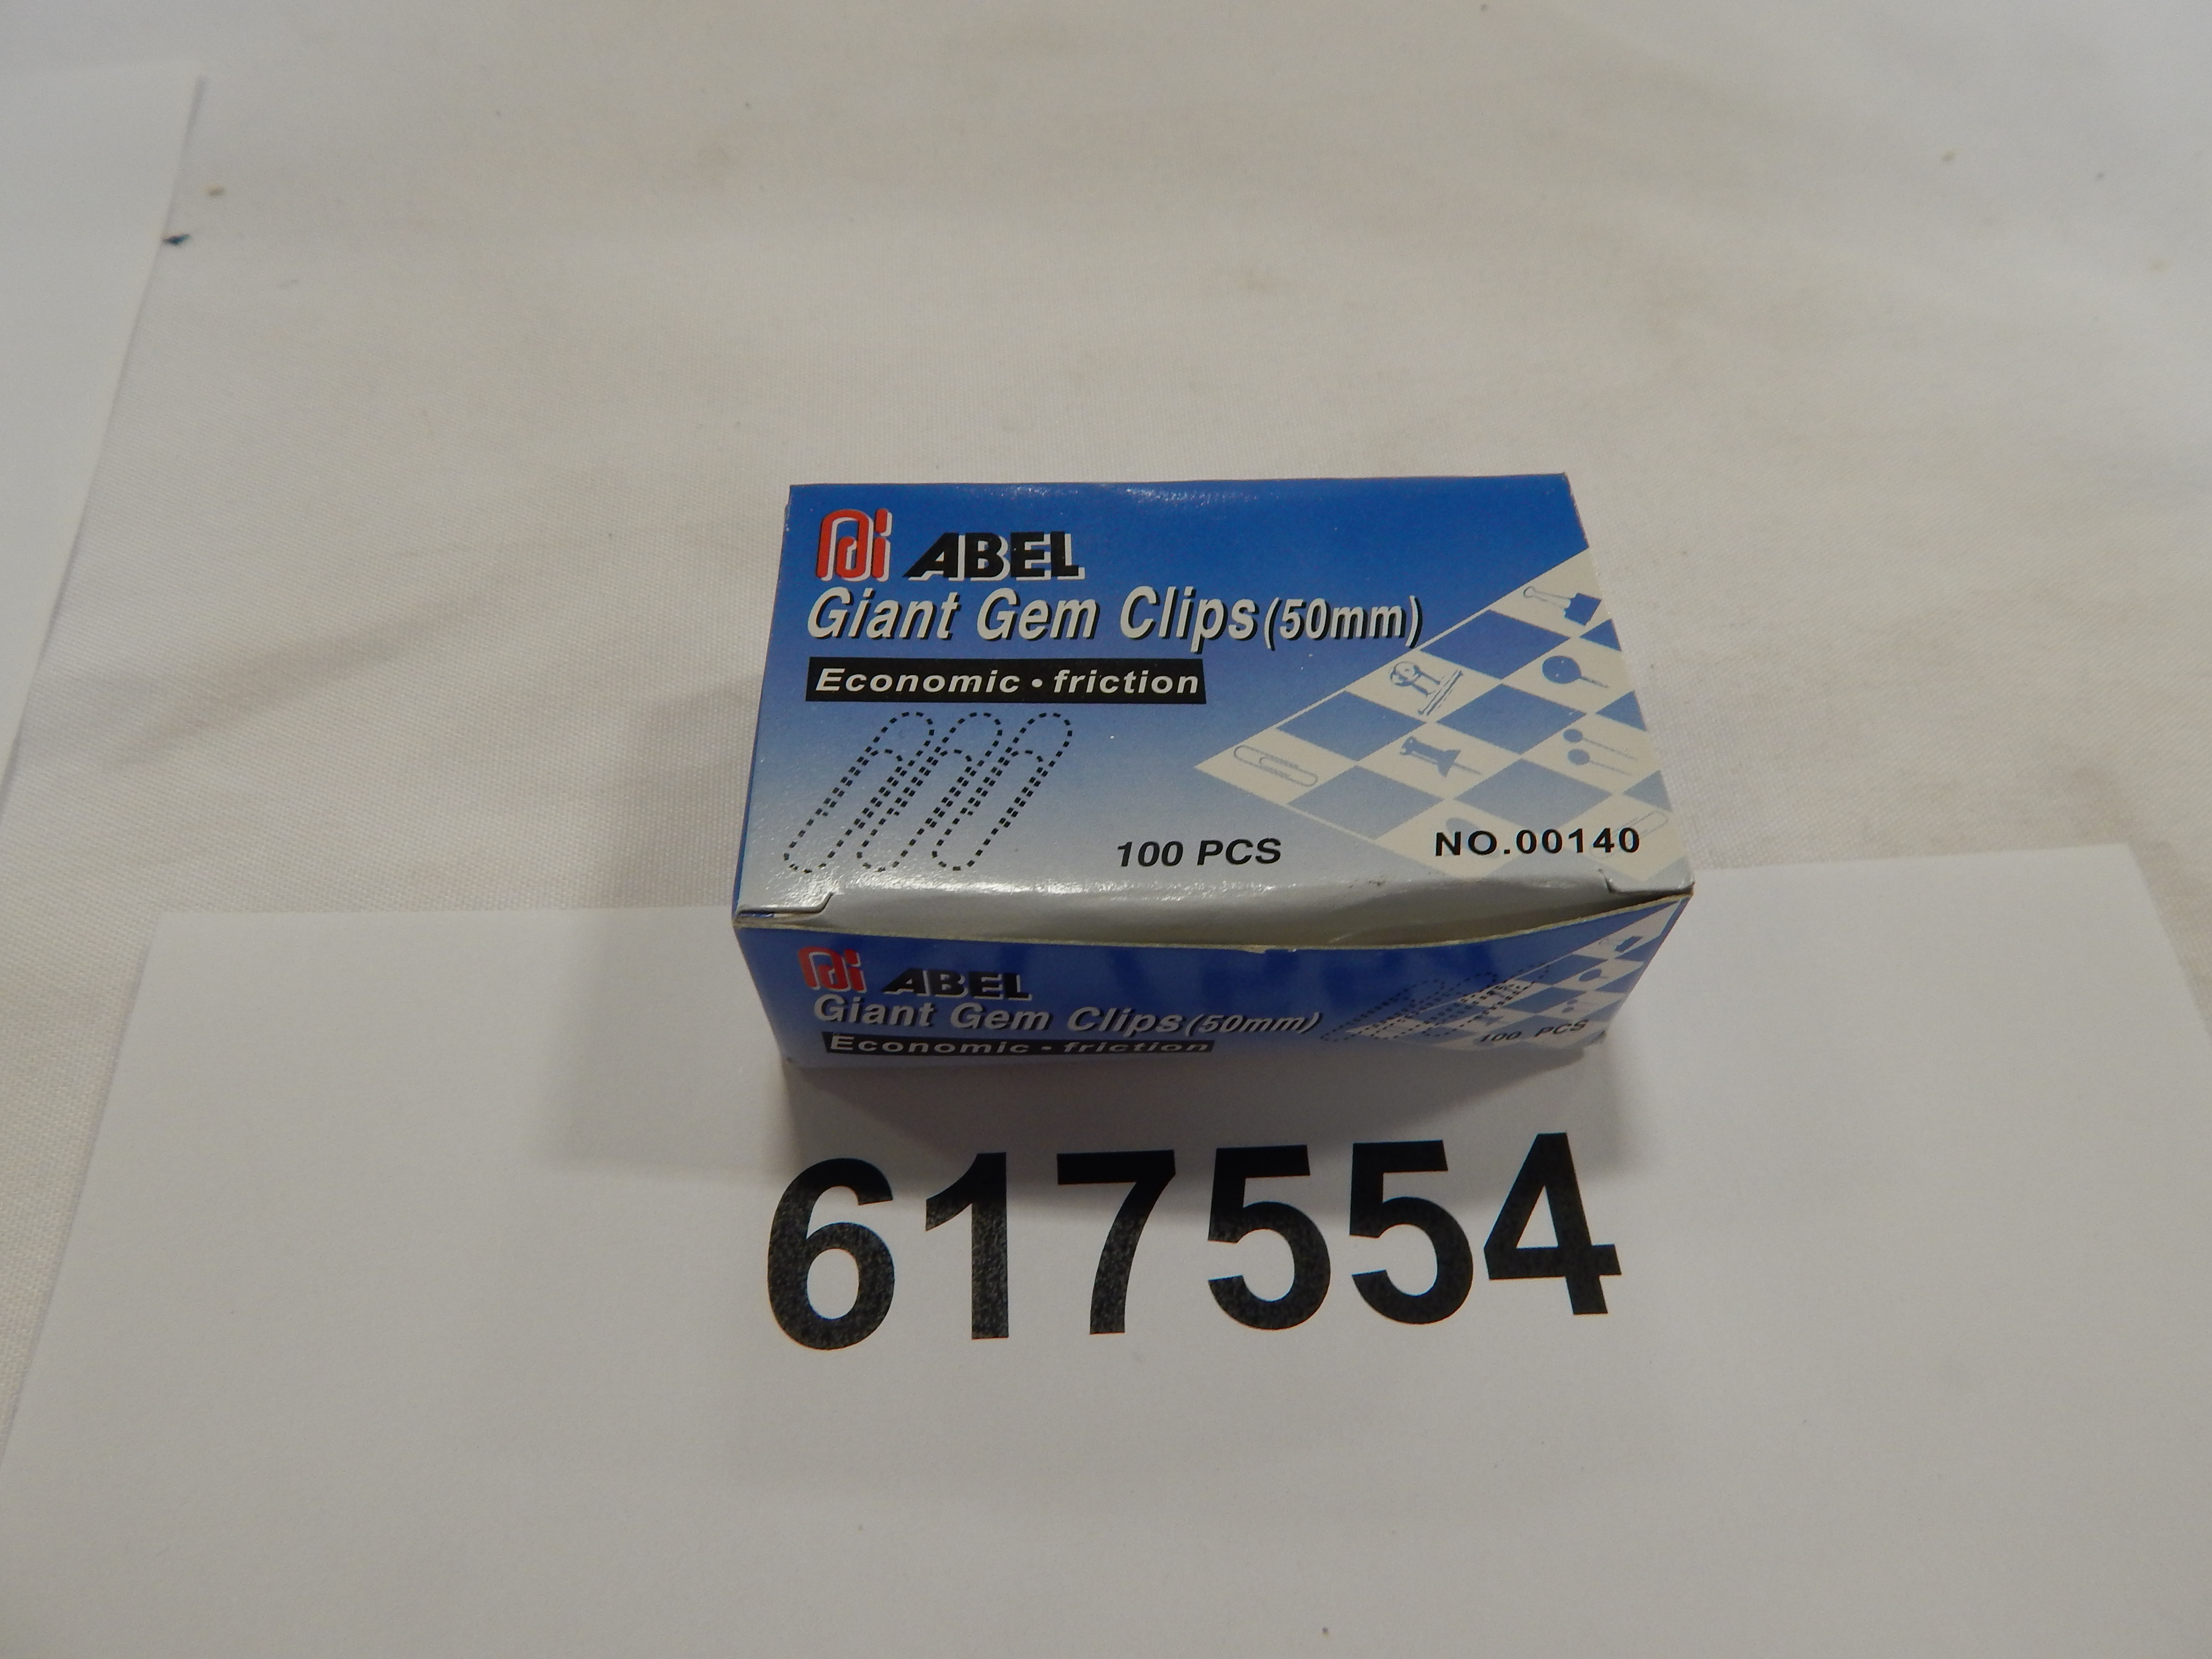 ABEL
Giant Gem Clips (50mm)
Economic • friction
100 PCS
NO.00140
ABEL
Giant Gem Clips (50mm)
Economic • friction
100 PCS
617554